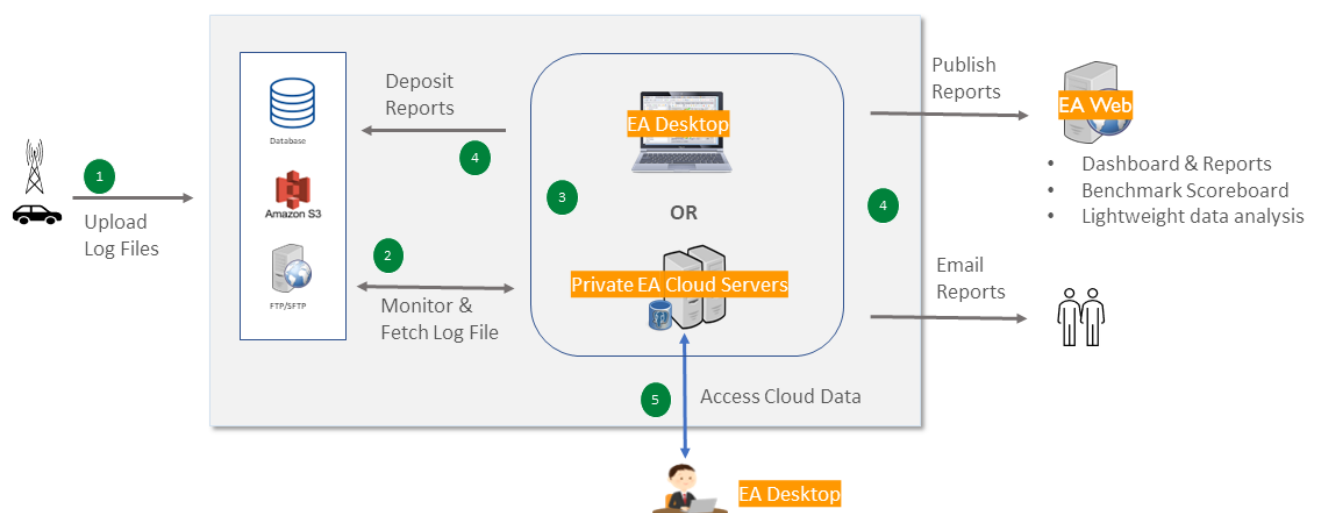 1
Upload
Log Files
Database
Amazon S3
FTP/SFTP
Deposit
Reports
4
2
Monitor &
Fetch Log File
EA Desktop
3
OR
Private EA Cloud Servers
4
Publish
Reports
EA Web
• Dashboard & Reports
• Benchmark Scoreboard
• Lightweight data analysis
Email
Reports
5
Access Cloud Data
EA Desktop